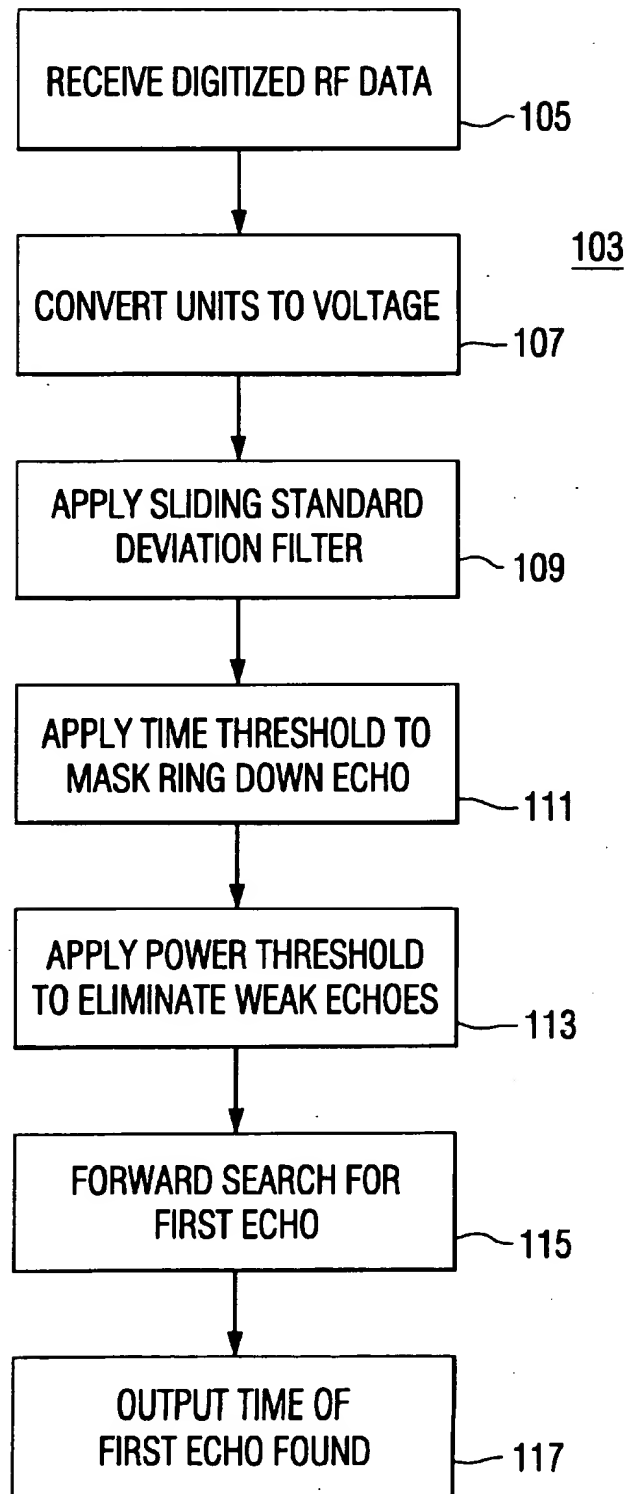 RECEIVE DIGITIZED RF DATA
105
103
CONVERT UNITS TO VOLTAGE
107
APPLY SLIDING STANDARD
DEVIATION FILTER
109
APPLY TIME THRESHOLD TO
MASK RING DOWN ECHO
111
APPLY POWER THRESHOLD
TO ELIMINATE WEAK ECHOES
113
FORWARD SEARCH FOR
FIRST ECHO
115
OUTPUT TIME OF
FIRST ECHO FOUND
117